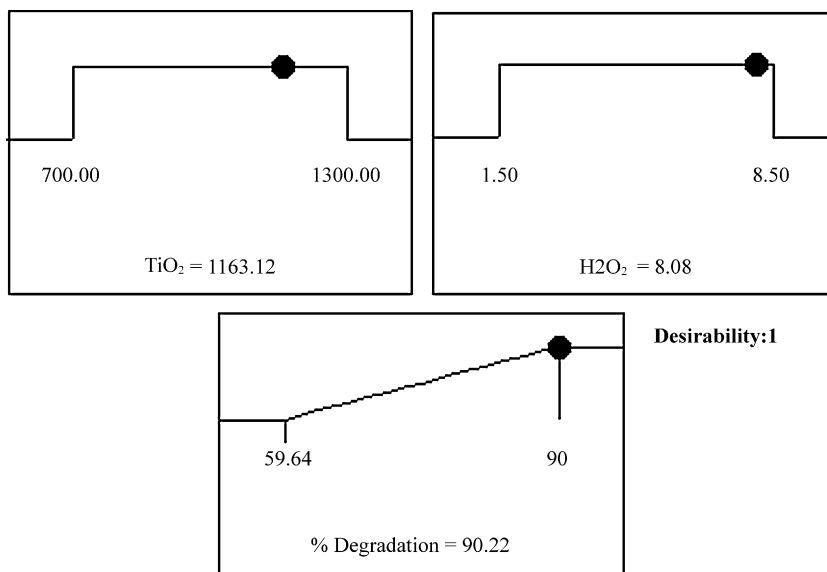 700.00 1300.00
TiO₂ = 1163.12
1.50 8.50
H2O₂ = 8.08
Desirability:1
59.64 90
% Degradation = 90.22